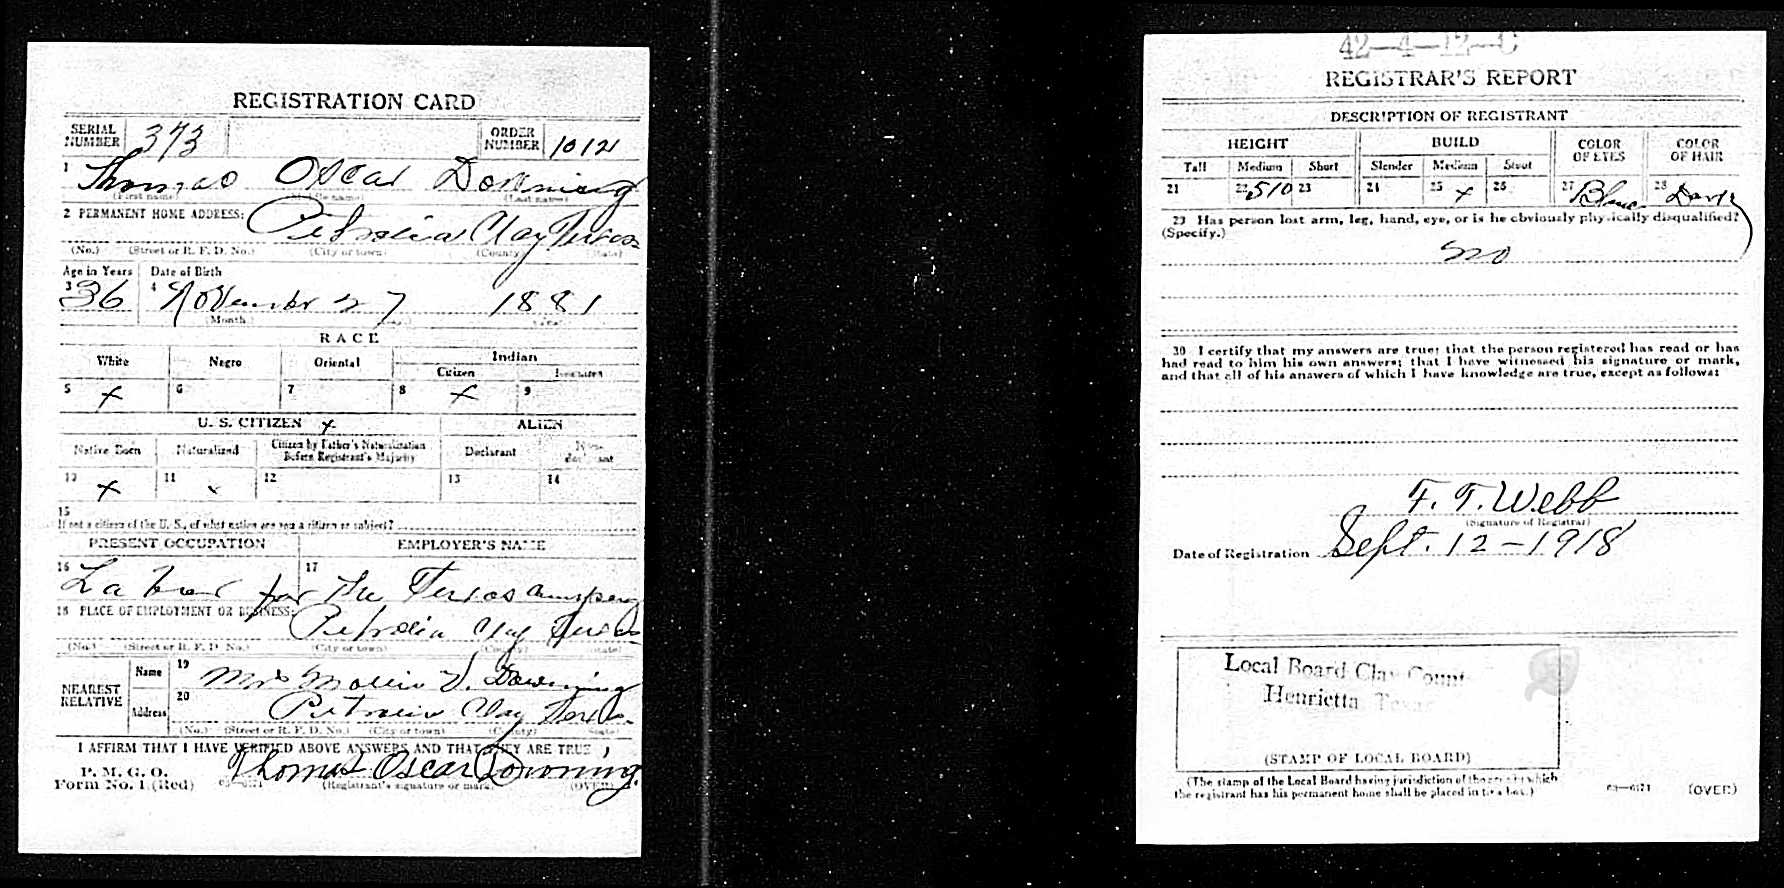 REGISTRATION CARD
SERIAL NUMBER 373 ORDER NUMBER 1012
1 Thomas Oscar Downing
(First name) (Last name)
2 PERMANENT HOME ADDRESS: Petrolia Clay Texas
(No.) (Street or R. F. D. No.) (City or town) (County) (State)
Age in Years Date of Birth
3 36 4 November 27 1881
(Month)
RACE
White Negro Oriental Indian
Citizen
5 x 6 7 8 x 9
U. S. CITIZEN x ALIEN
Native Born Naturalized Citizen by Father's Naturalization Before Registrant's Majority Declarant
10 x 11 12 13 14
15
If not a citizen of the U. S., of what nation are you a citizen or subject?
PRESENT OCCUPATION EMPLOYER'S NAME
16 Labor for 17 the Texas Company
18 PLACE OF EMPLOYMENT OR BUSINESS: Petrolia Clay Texas
(No.) (Street or R. F. D. No.) (City or town) (County) (State)
NEAREST RELATIVE Name 19 Mrs Mollie V. Downing
Address 20 Petrolia Clay Texas
(No.) (Street or R. F. D. No.) (City or town) (County) (State)
I AFFIRM THAT I HAVE VERIFIED ABOVE ANSWERS AND THAT THEY ARE TRUE
P. M. G. O.
Form No. 1 (Red) Thomas Oscar Downing
(Registrant's signature or mark) (OVER)
42—4—12—C
REGISTRAR'S REPORT
DESCRIPTION OF REGISTRANT
HEIGHT BUILD COLOR OF EYES COLOR OF HAIR
Tall Medium Short Slender Medium Stout
21 22 510 23 24 25 x 26 27 Blue 28 Dark
29 Has person lost arm, leg, hand, eye, or is he obviously physically disqualified?
(Specify.)
no
30 I certify that my answers are true; that the person registered has read or has
had read to him his own answers; that I have witnessed his signature or mark,
and that all of his answers of which I have knowledge are true, except as follows:
F. T. Webb
(Signature of Registrar)
Date of Registration Sept. 12-1918
Local Board Clay County
Henrietta Texas
(STAMP OF LOCAL BOARD)
(The stamp of the Local Board having jurisdiction of the area in which
the registrant has his permanent home shall be placed in this box.)
03—6171 (OVER)